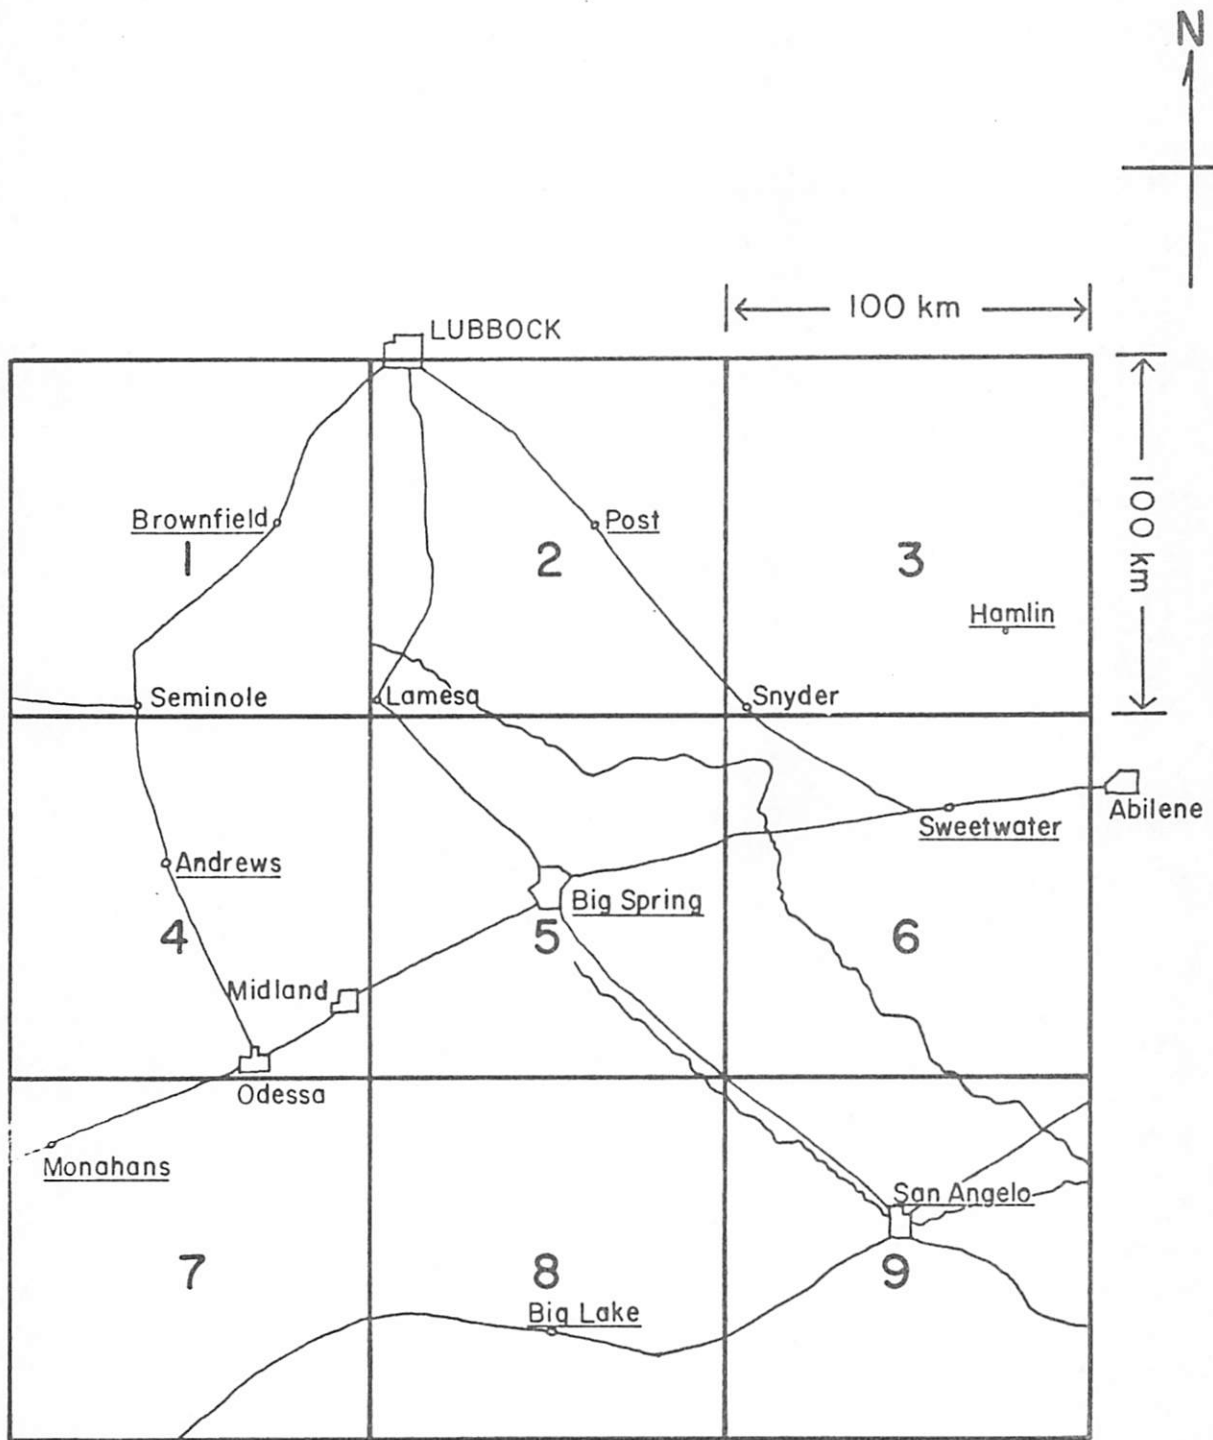 N
100 km
LUBBOCK
100 km
Brownfield
Post
1
2
3
Hamlin
Seminole
Lamesa
Snyder
Abilene
Sweetwater
Andrews
Big Spring
4
5
6
Midland
Odessa
Monahans
San Angelo
7
8
9
Big Lake